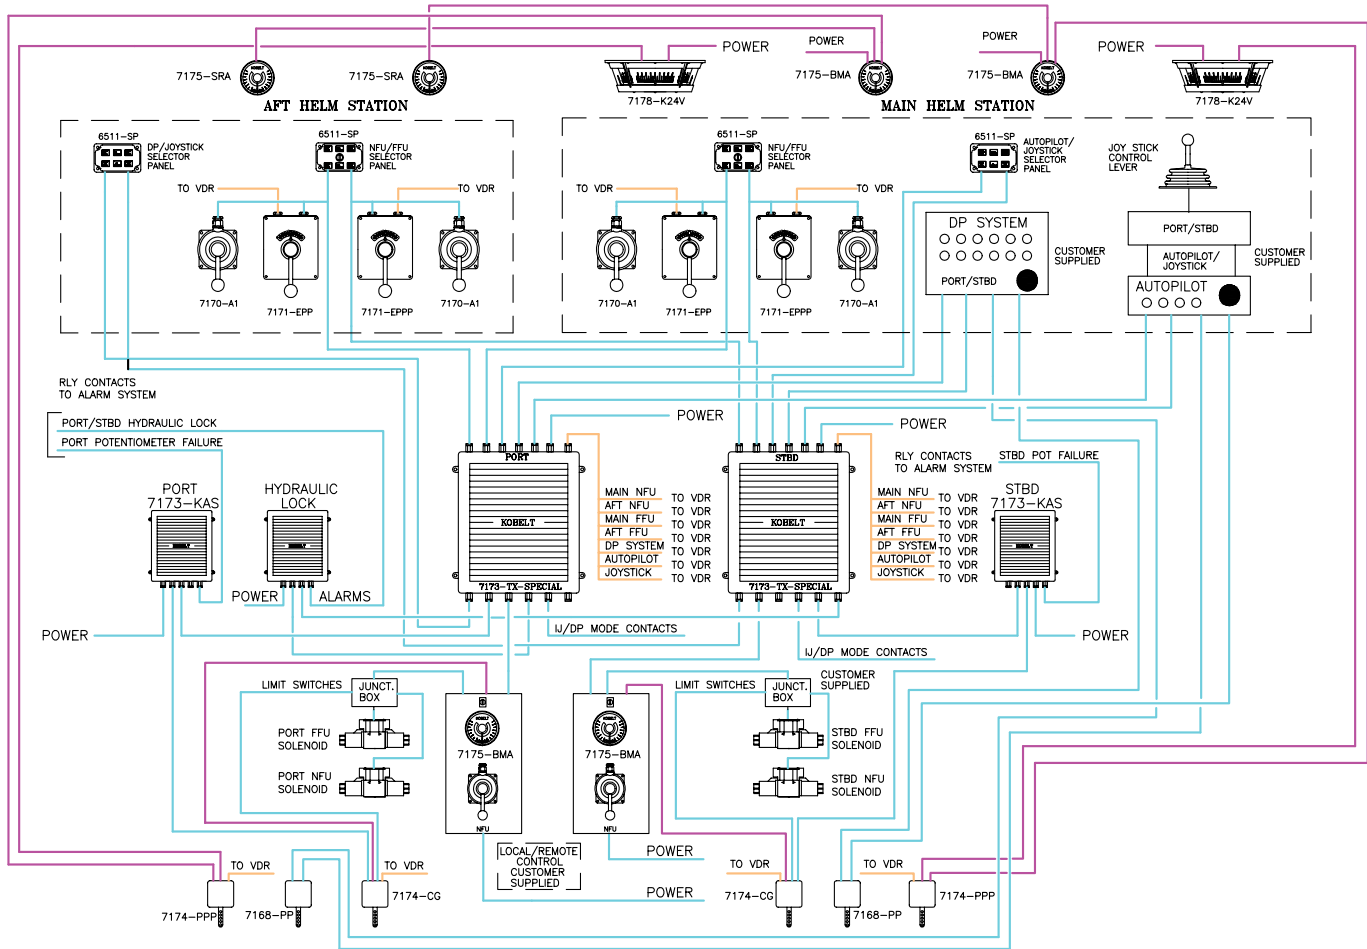 POWER
POWER
POWER
POWER
7175-SRA
7175-SRA
7178-K24V
7175-BMA
7175-BMA
7178-K24V
AFT HELM STATION
MAIN HELM STATION
6511-SP
DP/JOYSTICK
SELECTOR
PANEL
6511-SP
NFU/FFU
SELECTOR
PANEL
6511-SP
NFU/FFU
SELECTOR
PANEL
6511-SP
AUTOPILOT/
JOYSTICK
SELECTOR
PANEL
JOY STICK
CONTROL
LEVER
TO VDR
TO VDR
TO VDR
TO VDR
DP SYSTEM
PORT/STBD
CUSTOMER
SUPPLIED
PORT/STBD
AUTOPILOT/
JOYSTICK
CUSTOMER
SUPPLIED
AUTOPILOT
7170-A1
7171-EPP
7171-EPPP
7170-A1
7170-A1
7171-EPP
7171-EPPP
7170-A1
RLY CONTACTS
TO ALARM SYSTEM
PORT/STBD HYDRAULIC LOCK
PORT POTENTIOMETER FAILURE
POWER
POWER
PORT
STBD
RLY CONTACTS
TO ALARM SYSTEM
STBD POT FAILURE
PORT
7173-KAS
HYDRAULIC
LOCK
STBD
7173-KAS
KOBELT
KOBELT
KOBELT
KOBELT
KOBELT
MAIN NFU TO VDR
AFT NFU TO VDR
MAIN FFU TO VDR
AFT FFU TO VDR
DP SYSTEM TO VDR
AUTOPILOT TO VDR
JOYSTICK TO VDR
MAIN NFU TO VDR
AFT NFU TO VDR
MAIN FFU TO VDR
AFT FFU TO VDR
DP SYSTEM TO VDR
AUTOPILOT TO VDR
JOYSTICK TO VDR
7173-TX-SPECIAL
7173-TX-SPECIAL
POWER
ALARMS
POWER
POWER
IJ/DP MODE CONTACTS
IJ/DP MODE CONTACTS
LIMIT SWITCHES
JUNCT.
BOX
PORT FFU
SOLENOID
PORT NFU
SOLENOID
KOBELT
7175-BMA
NFU
KOBELT
7175-BMA
NFU
LIMIT SWITCHES
JUNCT.
BOX
CUSTOMER
SUPPLIED
STBD FFU
SOLENOID
STBD NFU
SOLENOID
LOCAL/REMOTE
CONTROL
CUSTOMER
SUPPLIED
POWER
POWER
TO VDR
TO VDR
TO VDR
TO VDR
7174-PPP
7168-PP
7174-CG
7174-CG
7168-PP
7174-PPP